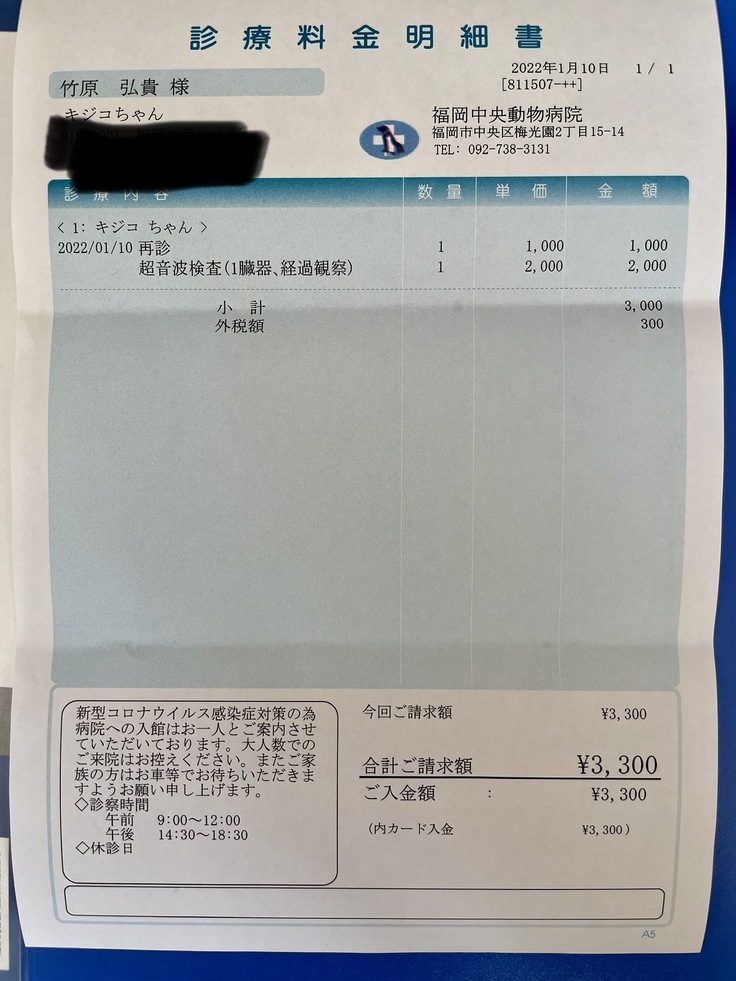 診療料金明細書
2022年1月10日 1/ 1
[811507-++]
竹原 弘貴 様
キジコちゃん
福岡中央動物病院
福岡市中央区梅光園2丁目15-14
TEL: 092-738-3131
診療内容 数量 単価 金額
< 1: キジコ ちゃん >
2022/01/10 再診 1 1,000 1,000
超音波検査(1臓器、経過観察) 1 2,000 2,000
小 計 3,000
外税額 300
新型コロナウイルス感染症対策の為
病院への入館はお一人とご案内させ
ていただいております。大人数での
ご来院はお控えください。またご家
族の方はお車等でお待ちいただきま
すようお願い申し上げます。
◇診察時間
午前 9:00〜12:00
午後 14:30〜18:30
◇休診日
今回ご請求額 ¥3,300
合計ご請求額 ¥3,300
ご入金額 : ¥3,300
(内カード入金 ¥3,300)
A5